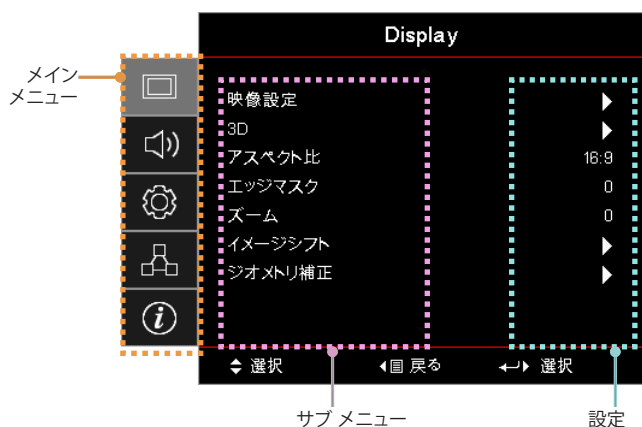 Display
メイン
メニュー
映像設定
3D
アスペクト比 16:9
エッジマスク 0
ズーム 0
イメージシフト
ジオメトリ補正
選択 戻る 選択
サブ メニュー 設定